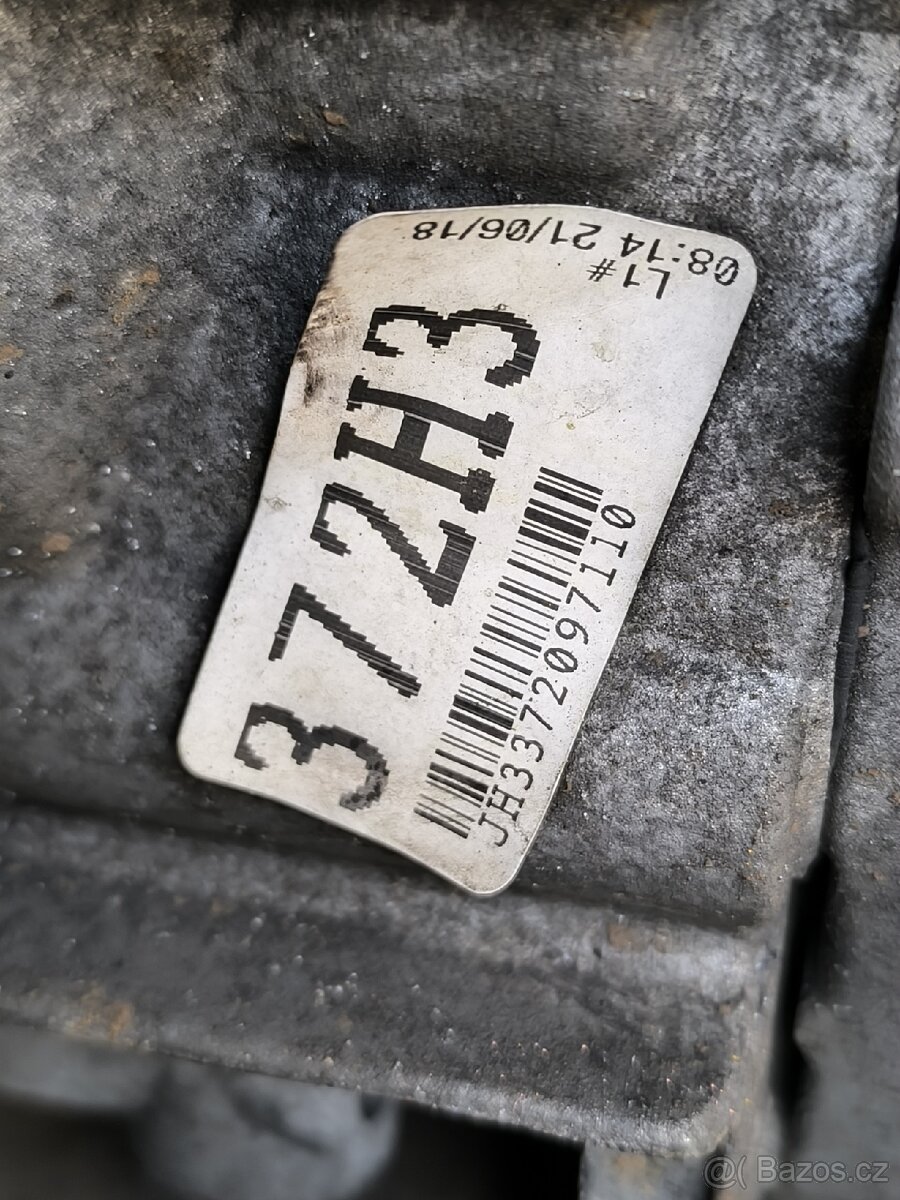 08:14 21/06/18
L1#
372H3
JH3372097110
@( Bazos.cz